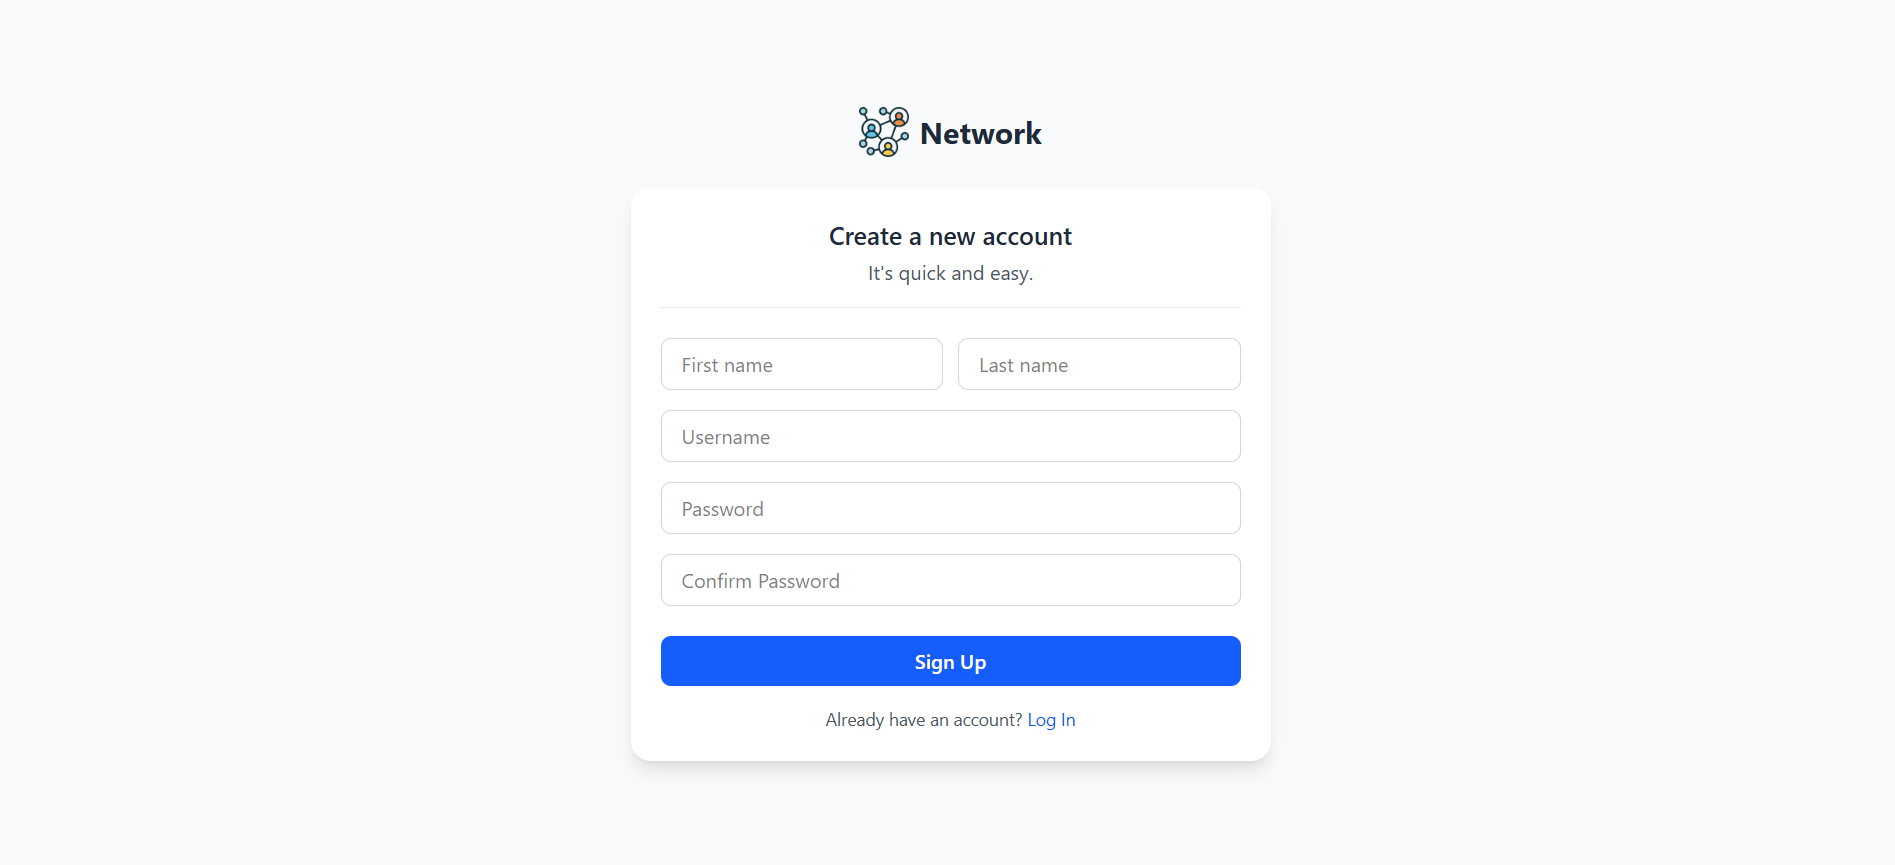 Network
Create a new account
It's quick and easy.
First name Last name
Username
Password
Confirm Password
Sign Up
Already have an account? Log In